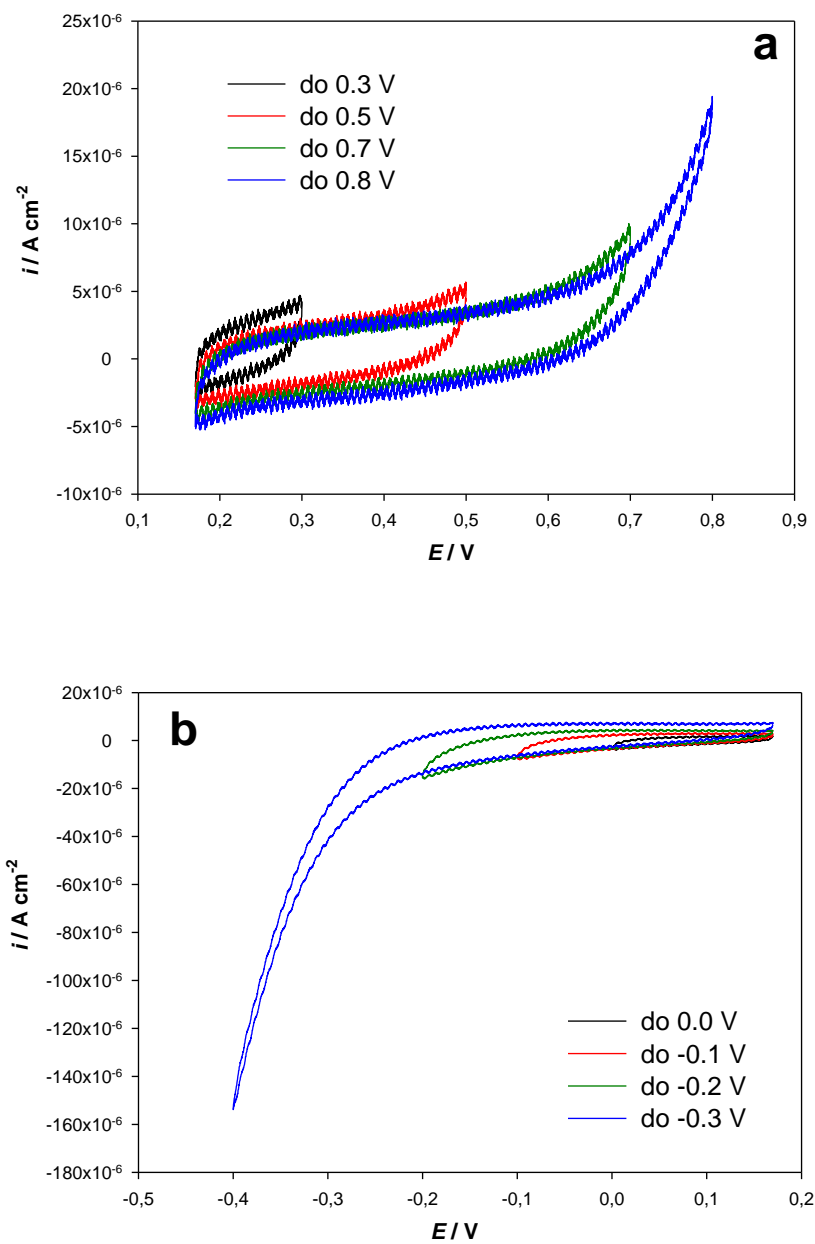 25x10⁻⁶
a
do 0.3 V
20x10⁻⁶
do 0.5 V
do 0.7 V
15x10⁻⁶
do 0.8 V
i / A cm⁻²
10x10⁻⁶
5x10⁻⁶
0
-5x10⁻⁶
-10x10⁻⁶
0,1 0,2 0,3 0,4 0,5 0,6 0,7 0,8 0,9
E / V
20x10⁻⁶
b
0
-20x10⁻⁶
-40x10⁻⁶
-60x10⁻⁶
i / A cm⁻²
-80x10⁻⁶
-100x10⁻⁶
do 0.0 V
-120x10⁻⁶
do -0.1 V
-140x10⁻⁶
do -0.2 V
-160x10⁻⁶
do -0.3 V
-180x10⁻⁶
-0,5 -0,4 -0,3 -0,2 -0,1 0,0 0,1 0,2
E / V